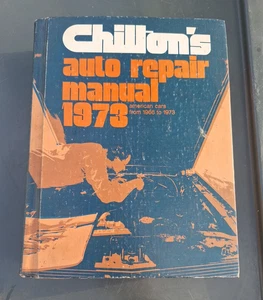 Chilton's
auto repair
manual
1973
american cars
from 1966 to 1973